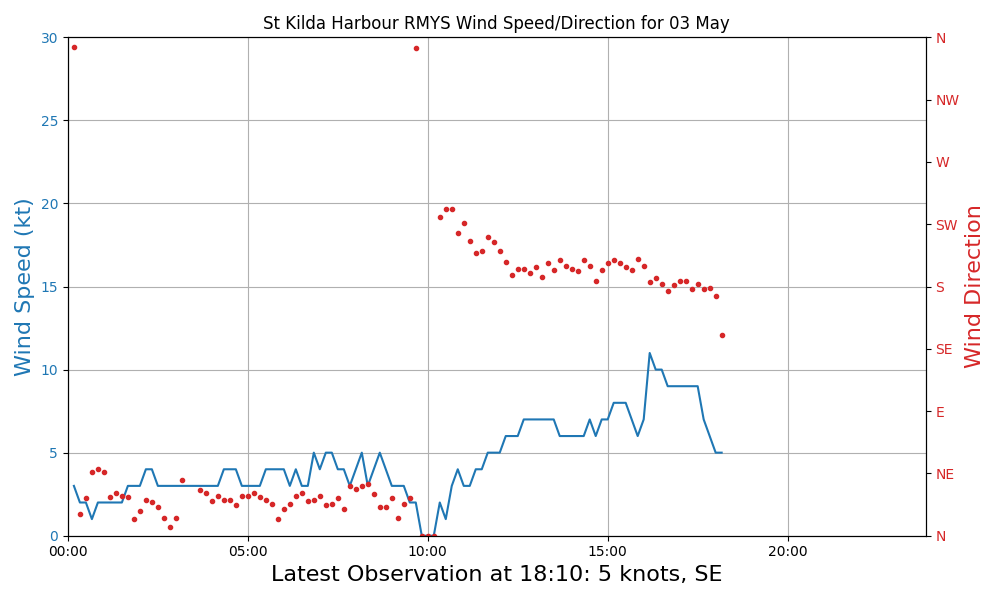 St Kilda Harbour RMYS Wind Speed/Direction for 03 May
30
25
20
15
10
5
0
Wind Speed (kt)
N
NW
W
SW
S
SE
E
NE
N
Wind Direction
00:00 05:00 10:00 15:00 20:00
Latest Observation at 18:10: 5 knots, SE